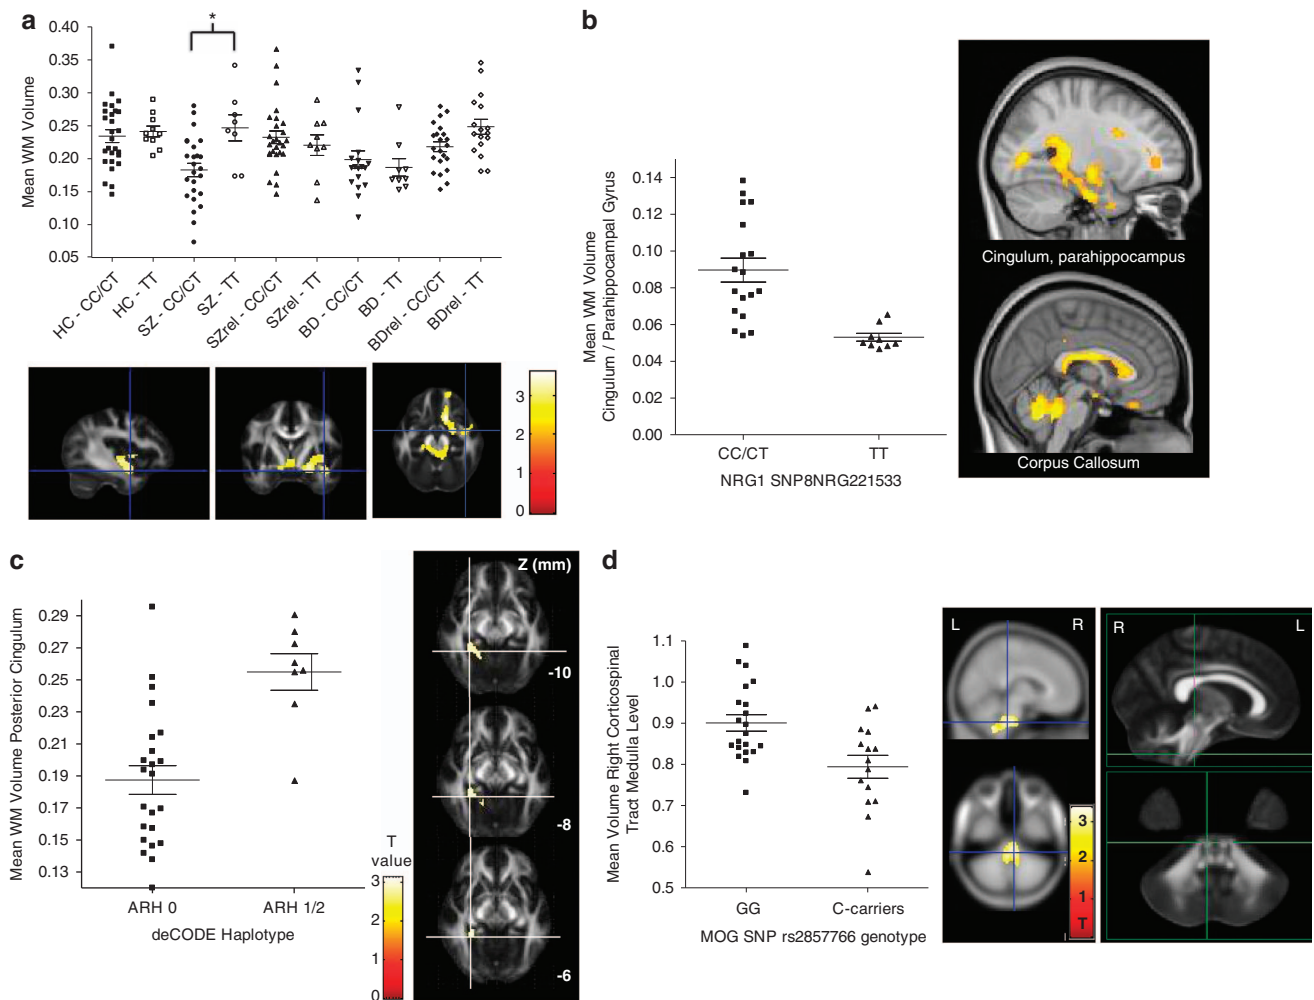 a
Mean WM Volume
0.40
0.35
0.30
0.25
0.20
0.15
0.10
0.05
*
HC - CC/CT
HC - TT
SZ - CC/CT
SZ - TT
SZrel - CC/CT
SZrel - TT
BD - CC/CT
BD - TT
BDrel - CC/CT
BDrel - TT
3
2
1
0
b
Mean WM Volume
Cingulum / Parahippocampal Gyrus
0.14
0.12
0.10
0.08
0.06
0.04
0.02
0.00
CC/CT
TT
NRG1 SNP8NRG221533
Cingulum, parahippocampus
Corpus Callosum
c
Mean WM Volume Posterior Cingulum
0.29
0.27
0.25
0.23
0.21
0.19
0.17
0.15
0.13
ARH 0
ARH 1/2
deCODE Haplotype
T
value
3
2
1
0
Z (mm)
-10
-8
-6
d
Mean Volume Right Corticospinal
Tract Medulla Level
1.1
1.0
0.9
0.8
0.7
0.6
0.5
GG
C-carriers
MOG SNP rs2857766 genotype
L
R
3
2
1
T
R
L